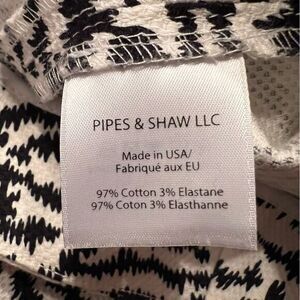 PIPES & SHAW LLC
Made in USA/
Fabriqué aux EU
97% Cotton 3% Elastane
97% Coton 3% Elasthanne